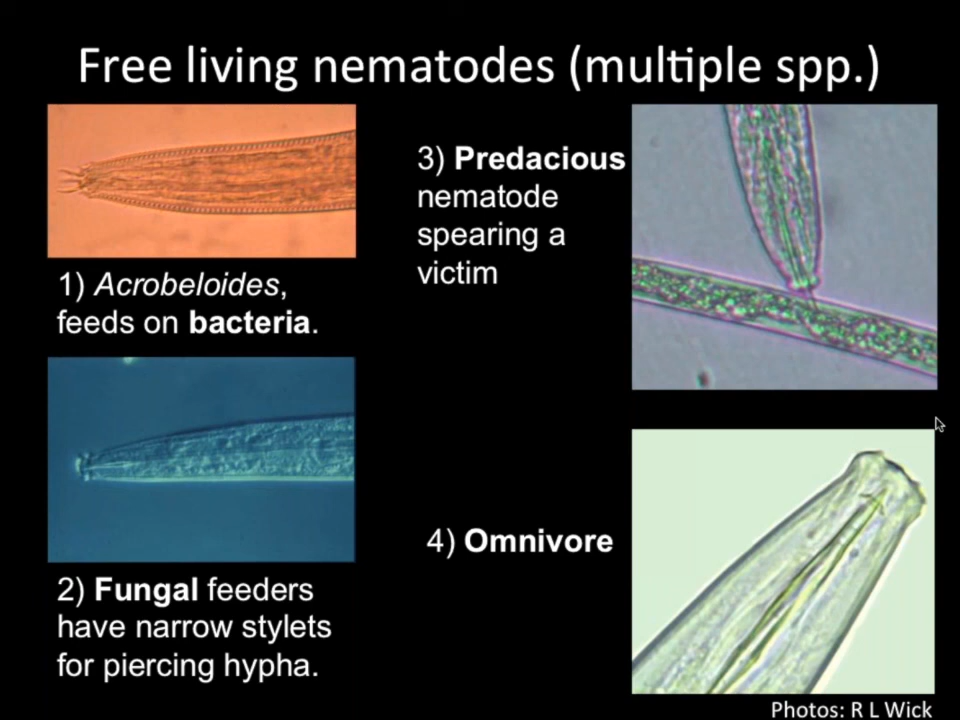 Free living nematodes (multiple spp.)
1) Acrobeloides,
feeds on bacteria.
2) Fungal feeders
have narrow stylets
for piercing hypha.
3) Predacious
nematode
spearing a
victim
4) Omnivore
Photos: R L Wick